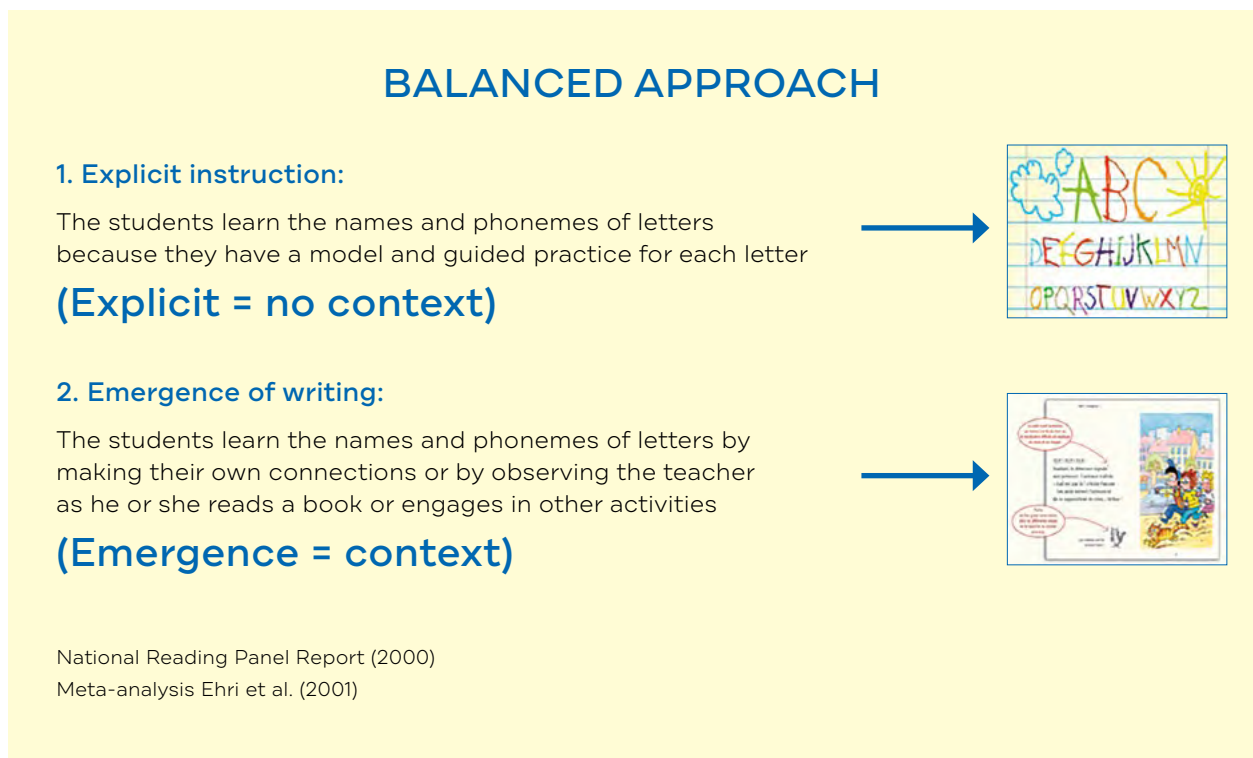 BALANCED APPROACH
1. Explicit instruction:
The students learn the names and phonemes of letters
because they have a model and guided practice for each letter
(Explicit = no context)
ABC
DEFGHIJKLMN
OPQRSTUVWXYZ
2. Emergence of writing:
The students learn the names and phonemes of letters by
making their own connections or by observing the teacher
as he or she reads a book or engages in other activities
(Emergence = context)
National Reading Panel Report (2000)
Meta-analysis Ehri et al. (2001)